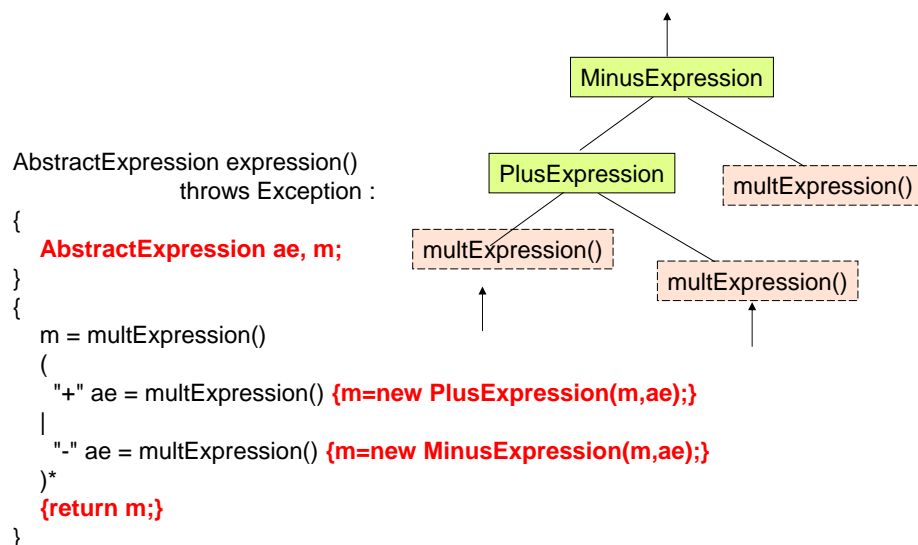 MinusExpression
PlusExpression
multExpression()
multExpression()
multExpression()
AbstractExpression expression()
throws Exception :
{
AbstractExpression ae, m;
}
{
m = multExpression()
(
"+" ae = multExpression() {m=new PlusExpression(m,ae);}
|
"-" ae = multExpression() {m=new MinusExpression(m,ae);}
)*
{return m;}
}